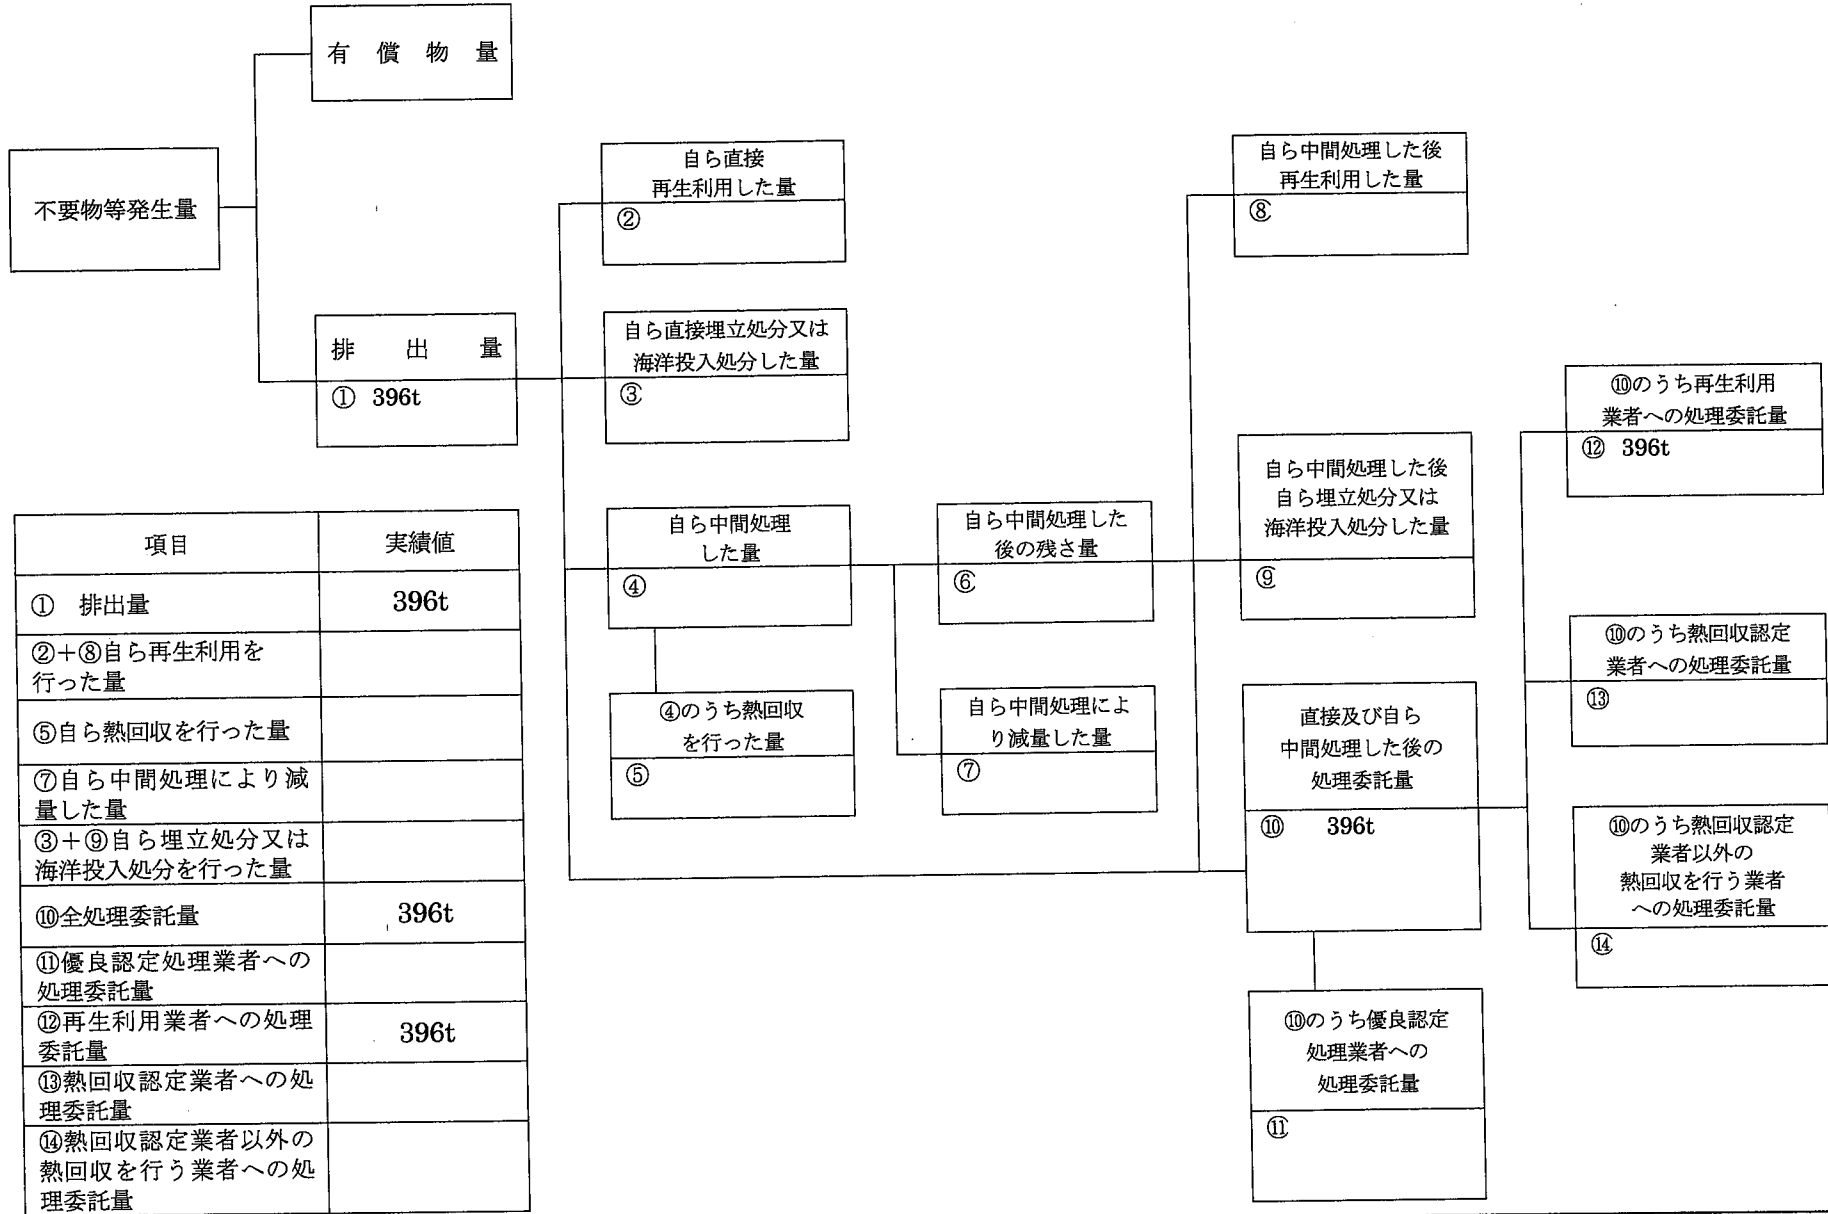 有償物量
不要物等発生量
排出量
① 396t
自ら直接
再生利用した量
②
自ら直接埋立処分又は
海洋投入処分した量
③
自ら中間処理
した量
④
④のうち熱回収
を行った量
⑤
自ら中間処理した
後の残さ量
⑥
自ら中間処理によ
り減量した量
⑦
自ら中間処理した後
再生利用した量
⑧
自ら中間処理した後
自ら埋立処分又は
海洋投入処分した量
⑨
直接及び自ら
中間処理した後の
処理委託量
⑩ 396t
⑩のうち優良認定
処理業者への
処理委託量
⑪
⑩のうち再生利用
業者への処理委託量
⑫ 396t
⑩のうち熱回収認定
業者への処理委託量
⑬
⑩のうち熱回収認定
業者以外の
熱回収を行う業者
への処理委託量
⑭
項目 実績値
① 排出量 396t
②+⑧自ら再生利用を
行った量
⑤自ら熱回収を行った量
⑦自ら中間処理により減
量した量
③+⑨自ら埋立処分又は
海洋投入処分を行った量
⑩全処理委託量 396t
⑪優良認定処理業者への
処理委託量
⑫再生利用業者への処理
委託量 396t
⑬熱回収認定業者への処
理委託量
⑭熱回収認定業者以外の
熱回収を行う業者への処
理委託量